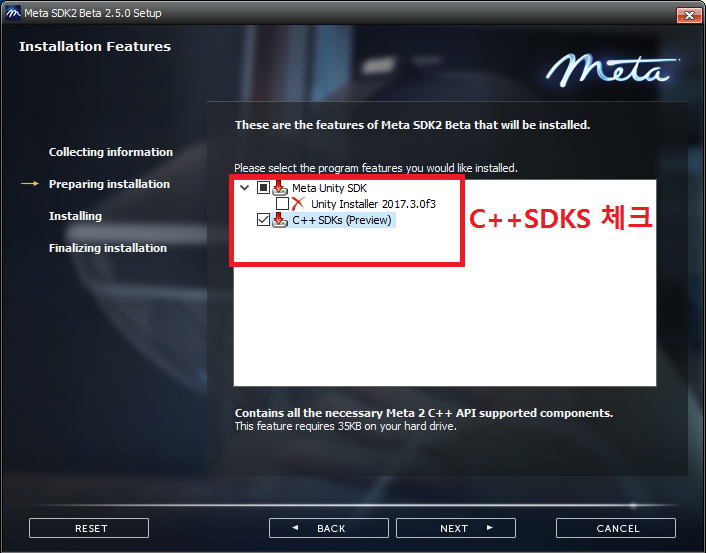 Meta SDK2 Beta 2.5.0 Setup
Installation Features
meta
These are the features of Meta SDK2 Beta that will be installed.
Collecting information
Preparing installation
Installing
Finalizing installation
Please select the program features you would like installed.
Meta Unity SDK
Unity Installer 2017.3.0f3
C++ SDKs (Preview)
C++SDKS 체크
Contains all the necessary Meta 2 C++ API supported components.
This feature requires 35KB on your hard drive.
RESET
BACK
NEXT
CANCEL